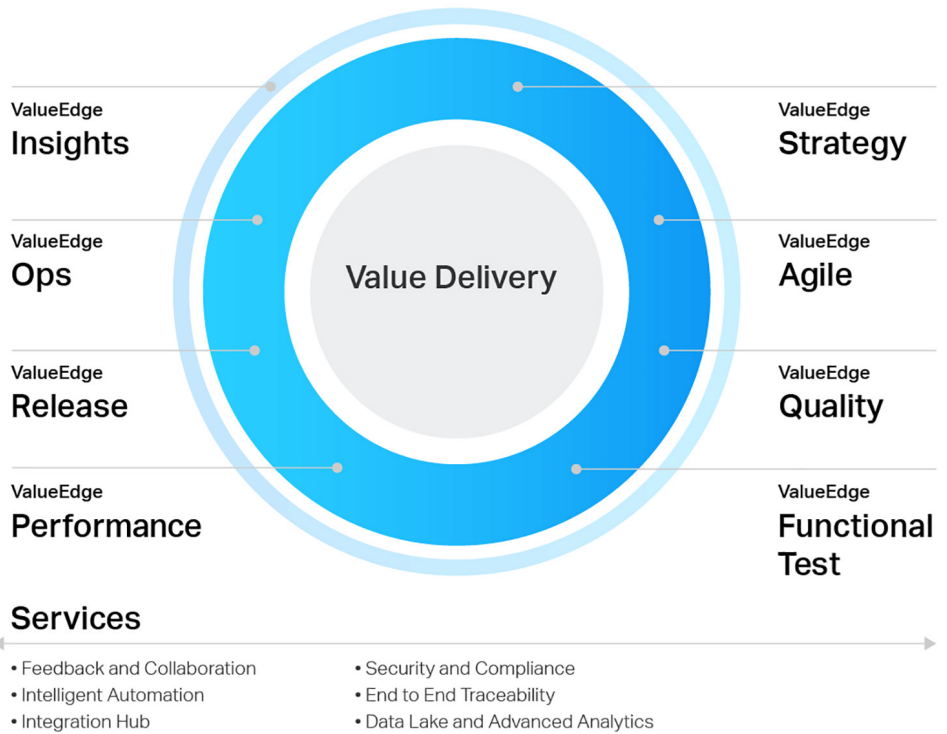 ValueEdge
Insights
ValueEdge
Ops
ValueEdge
Release
ValueEdge
Performance
Value Delivery
ValueEdge
Strategy
ValueEdge
Agile
ValueEdge
Quality
ValueEdge
Functional
Test
Services
• Feedback and Collaboration
• Intelligent Automation
• Integration Hub
• Security and Compliance
• End to End Traceability
• Data Lake and Advanced Analytics